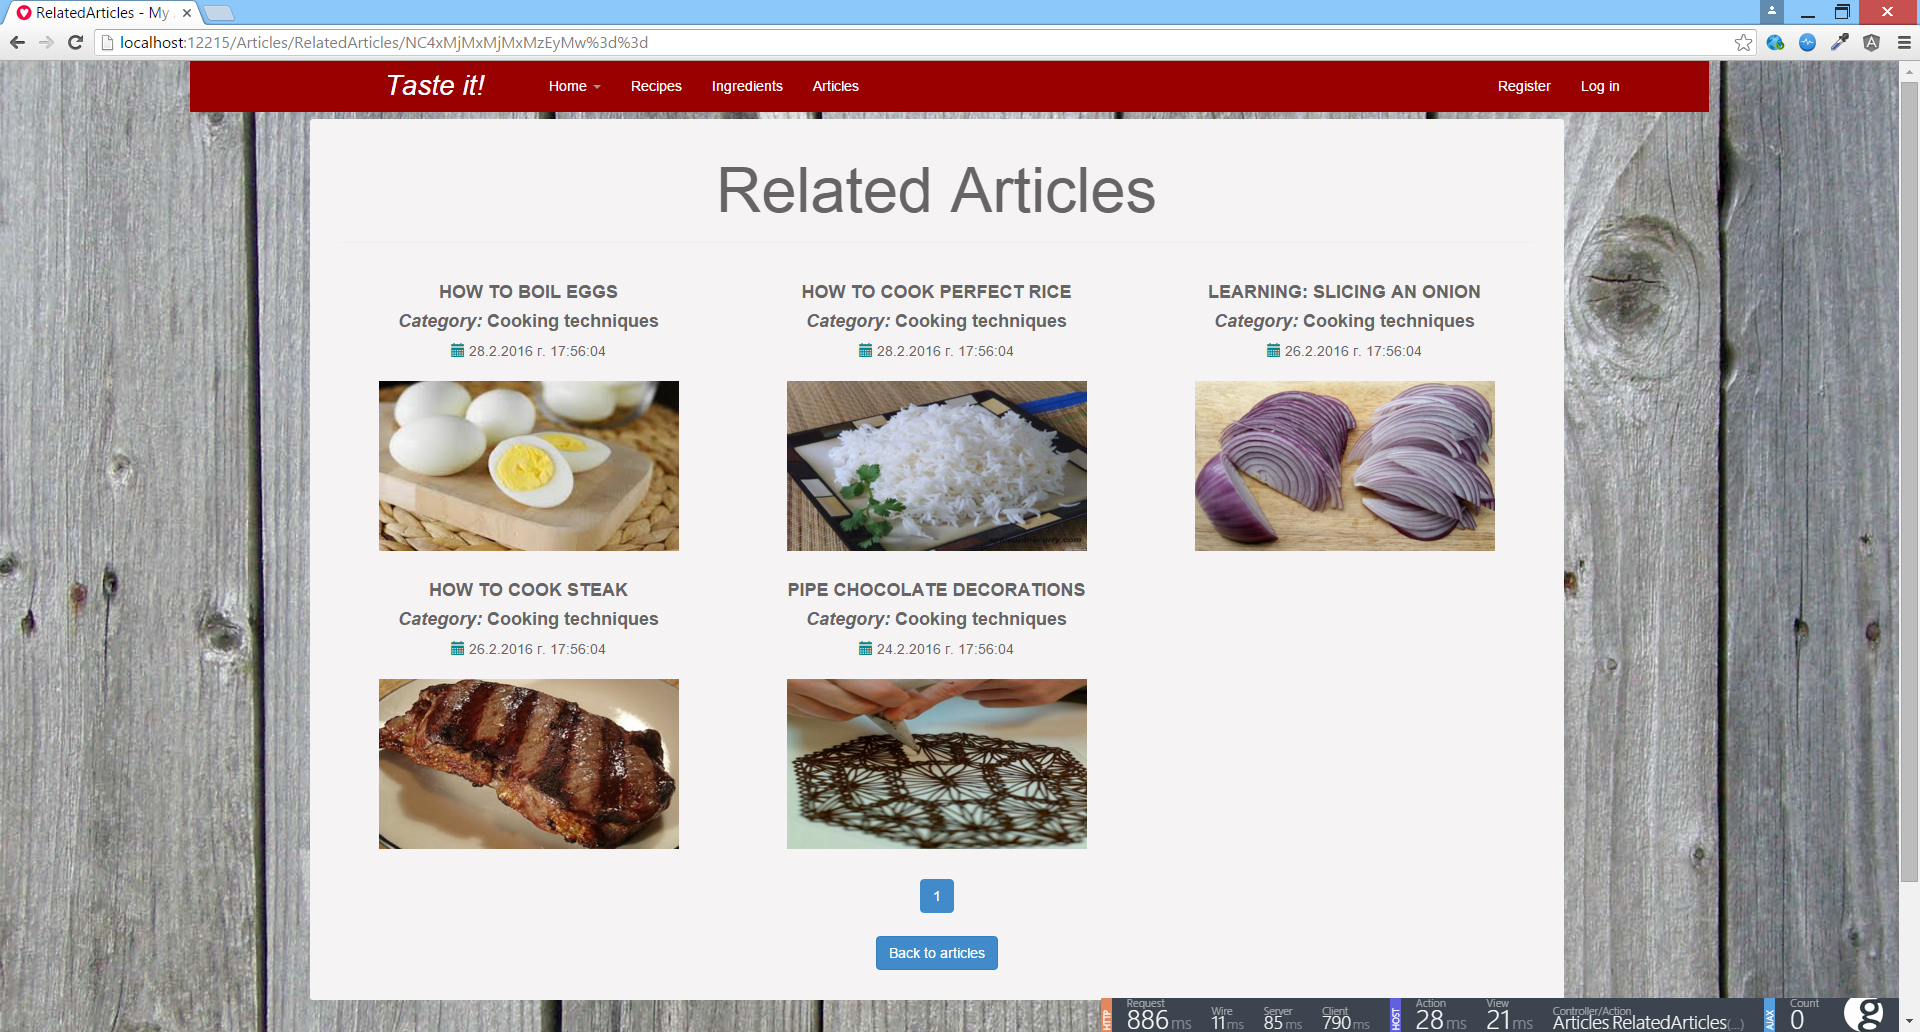 RelatedArticles - My
localhost:12215/Articles/RelatedArticles/NC4xMjMxMjMxMzEyMw%3d%3d
Taste it!
Home
Recipes
Ingredients
Articles
Register
Log in
Related Articles
HOW TO BOIL EGGS
Category: Cooking techniques
28.2.2016 г. 17:56:04
HOW TO COOK PERFECT RICE
Category: Cooking techniques
28.2.2016 г. 17:56:04
LEARNING: SLICING AN ONION
Category: Cooking techniques
26.2.2016 г. 17:56:04
HOW TO COOK STEAK
Category: Cooking techniques
26.2.2016 г. 17:56:04
PIPE CHOCOLATE DECORATIONS
Category: Cooking techniques
24.2.2016 г. 17:56:04
1
Back to articles
HTTP
Request
886 ms
Wire
11 ms
Server
85 ms
Client
790 ms
HOST
Action
28 ms
View
21 ms
Controller/Action
Articles RelatedArticles(...)
AJAX
Count
0
g